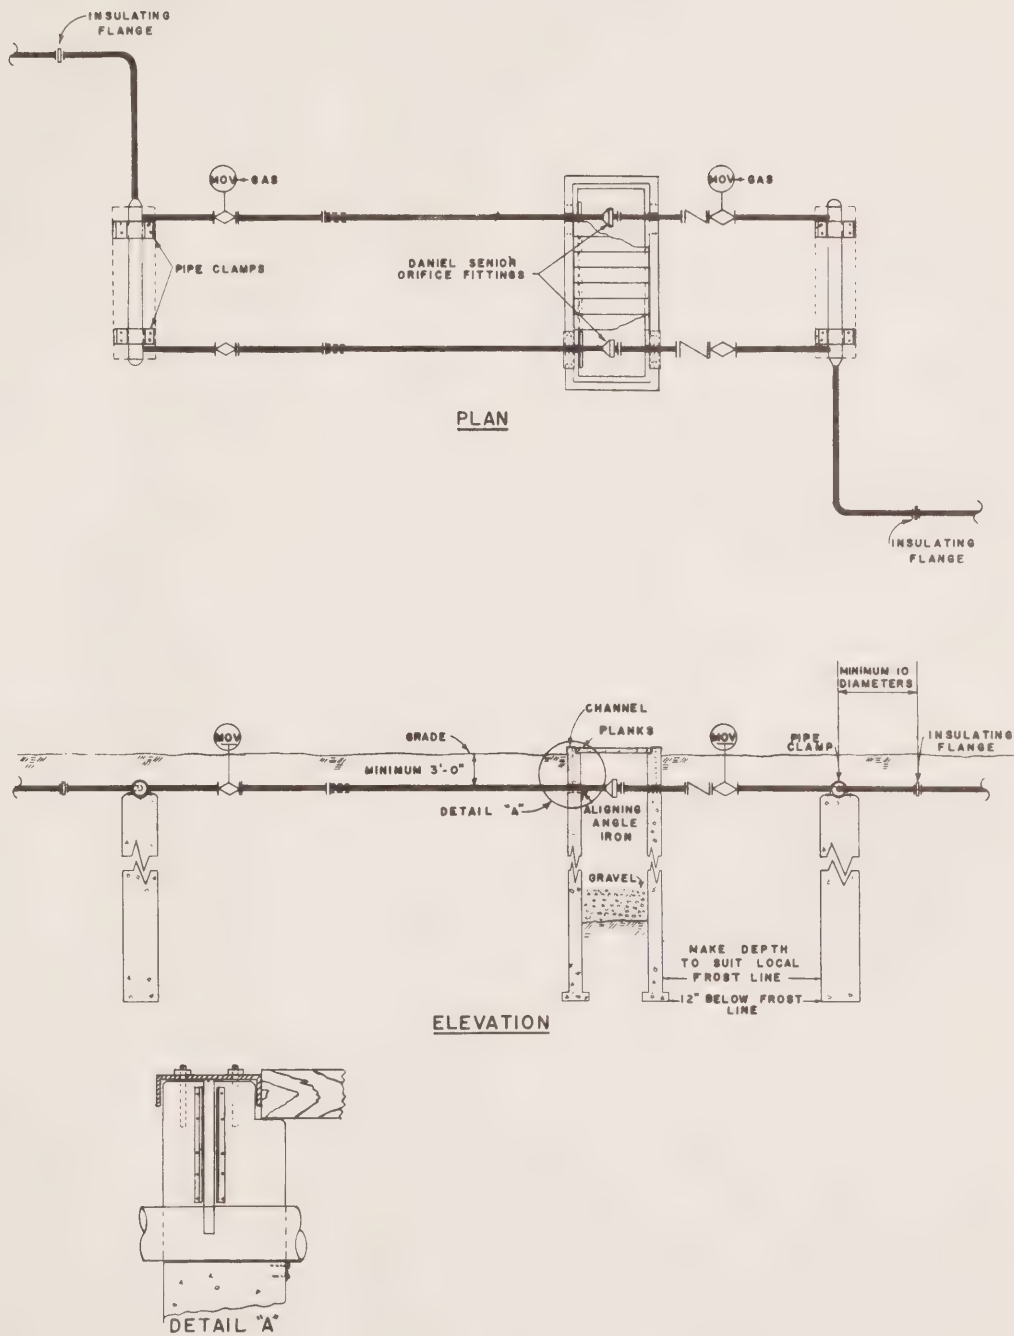 INSULATING
FLANGE
MOV
GAS
MOV
GAS
PIPE CLAMPS
DANIEL SENIOR
ORIFICE FITTINGS
PLAN
INSULATING
FLANGE
MINIMUM 10
DIAMETERS
CHANNEL
PLANKS
MOV
GRADE
MOV
PIPE
CLAMP
INSULATING
FLANGE
MINIMUM 3'-0"
DETAIL "A"
ALIGNING
ANGLE
IRON
GRAVEL
MAKE DEPTH
TO SUIT LOCAL
FROST LINE
12" BELOW FROST
LINE
ELEVATION
DETAIL "A"